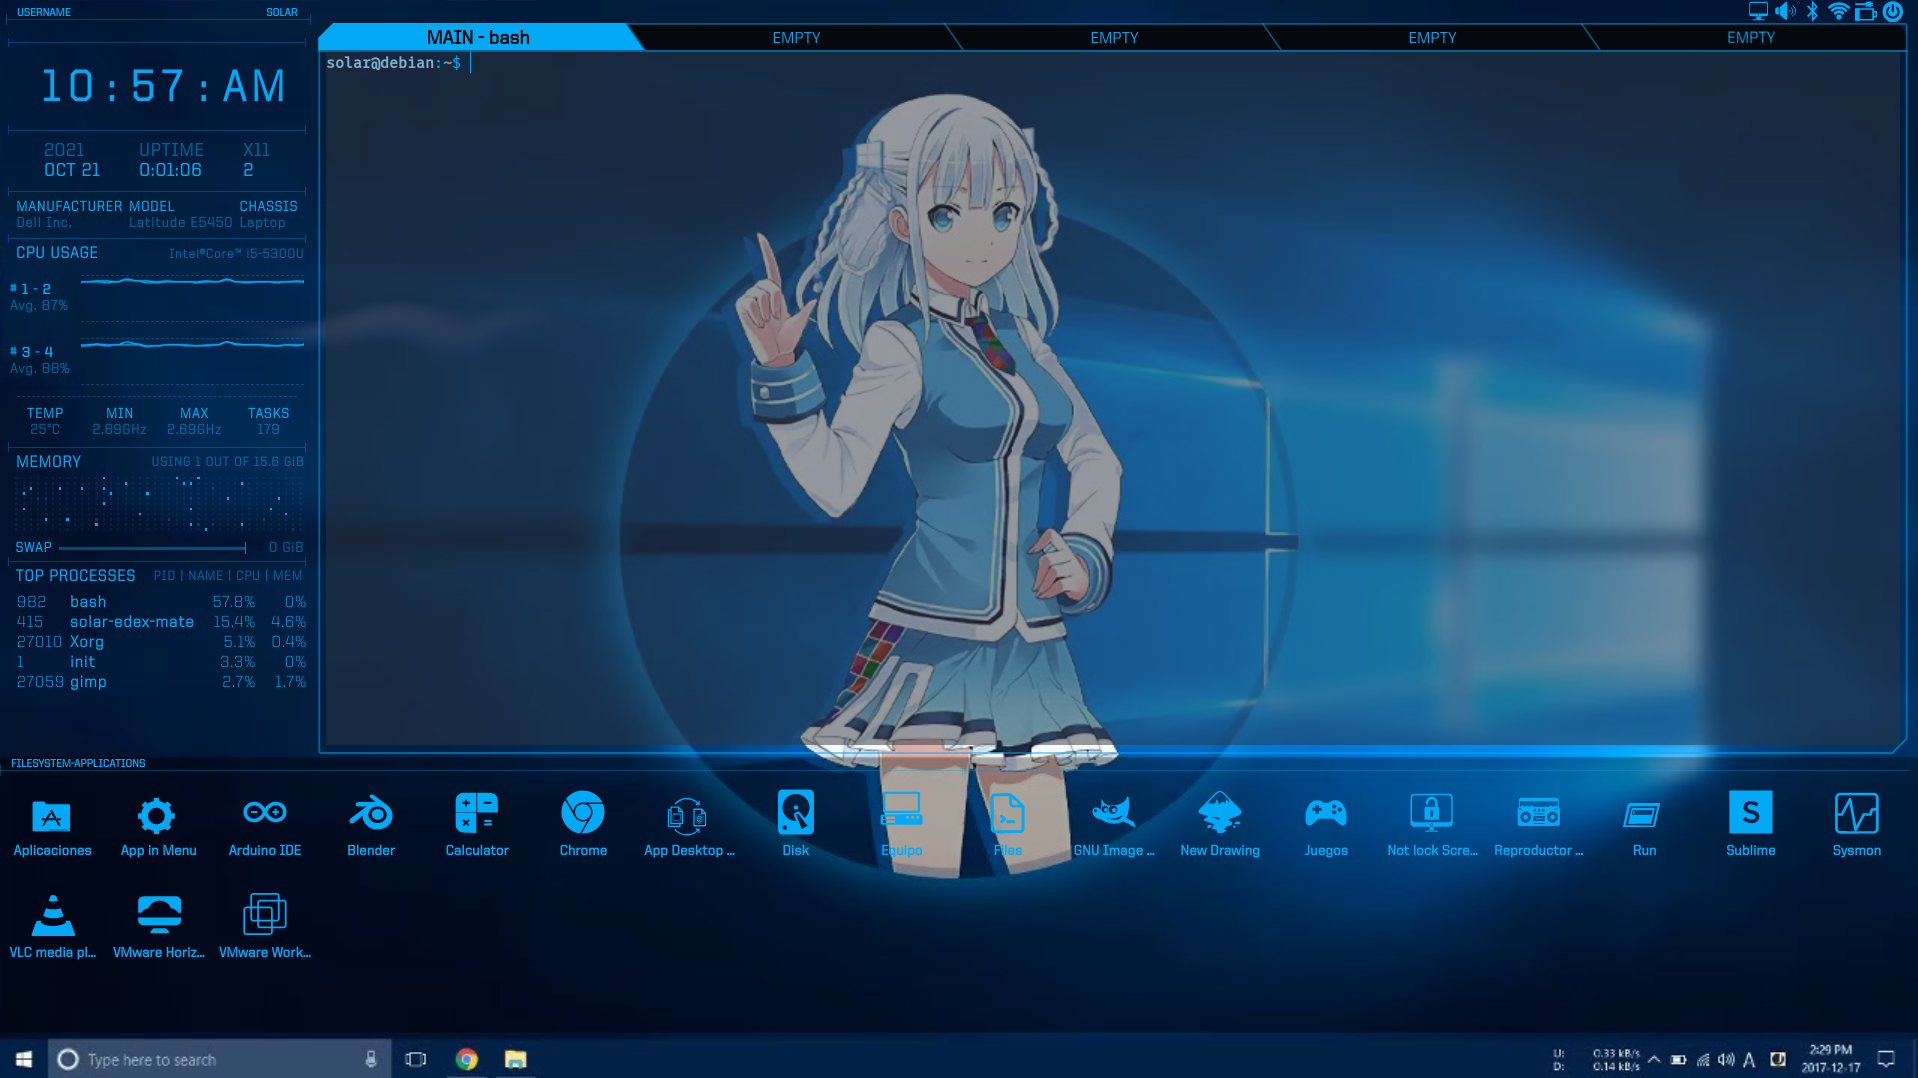 USERNAME SOLAR
10:57:AM
2021 UPTIME X11
OCT 21 0:01:06 2
MANUFACTURER MODEL CHASSIS
Dell Inc. Latitude E5450 Laptop
CPU USAGE Intel®Core™ i5-5300U
# 1 - 2
Avg. 87%
# 3 - 4
Avg. 88%
TEMP MIN MAX TASKS
25°C 2.69GHz 2.69GHz 179
MEMORY USING 1 OUT OF 15.6 GIB
SWAP 0 GIB
TOP PROCESSES PID | NAME | CPU | MEM
982 bash 57.8% 0%
415 solar-edex-mate 15.4% 4.6%
27010 Xorg 5.1% 0.4%
1 init 3.3% 0%
27059 gimp 2.7% 1.7%
MAIN - bash EMPTY EMPTY EMPTY EMPTY
solar@debian:~$
FILESYSTEM-APPLICATIONS
Aplicaciones App in Menu Arduino IDE Blender Calculator Chrome App Desktop ... Disk Equipo Files GNU Image ... New Drawing Juegos Not lock Scre... Reproductor ... Run Sublime Sysmon
VLC media pl... VMware Horiz... VMware Work...
Type here to search
U: 0.33 kB/s
D: 0.14 kB/s
A
2:29 PM
2017-12-17